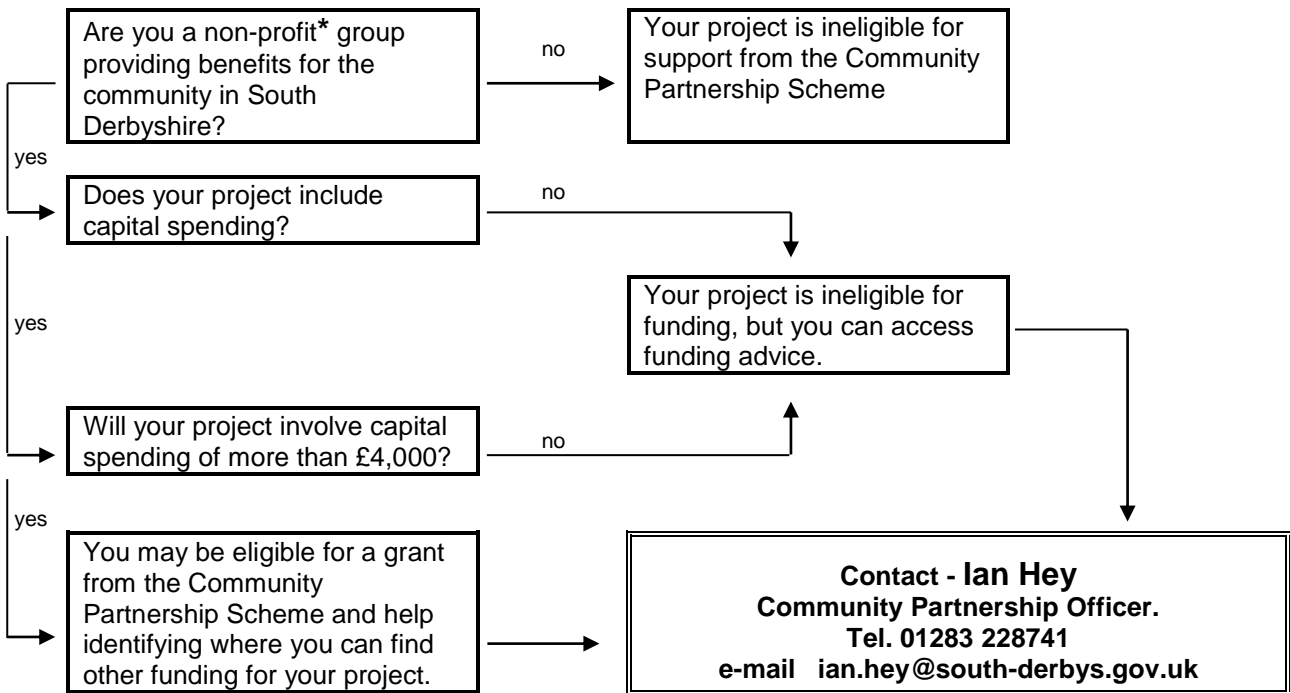 Are you a non-profit* group
providing benefits for the
community in South
Derbyshire?
no
Your project is ineligible for
support from the Community
Partnership Scheme
yes
Does your project include
capital spending?
no
Your project is ineligible for
funding, but you can access
funding advice.
yes
Will your project involve capital
spending of more than £4,000?
no
yes
You may be eligible for a grant
from the Community
Partnership Scheme and help
identifying where you can find
other funding for your project.
Contact - Ian Hey
Community Partnership Officer.
Tel. 01283 228741
e-mail ian.hey@south-derbys.gov.uk